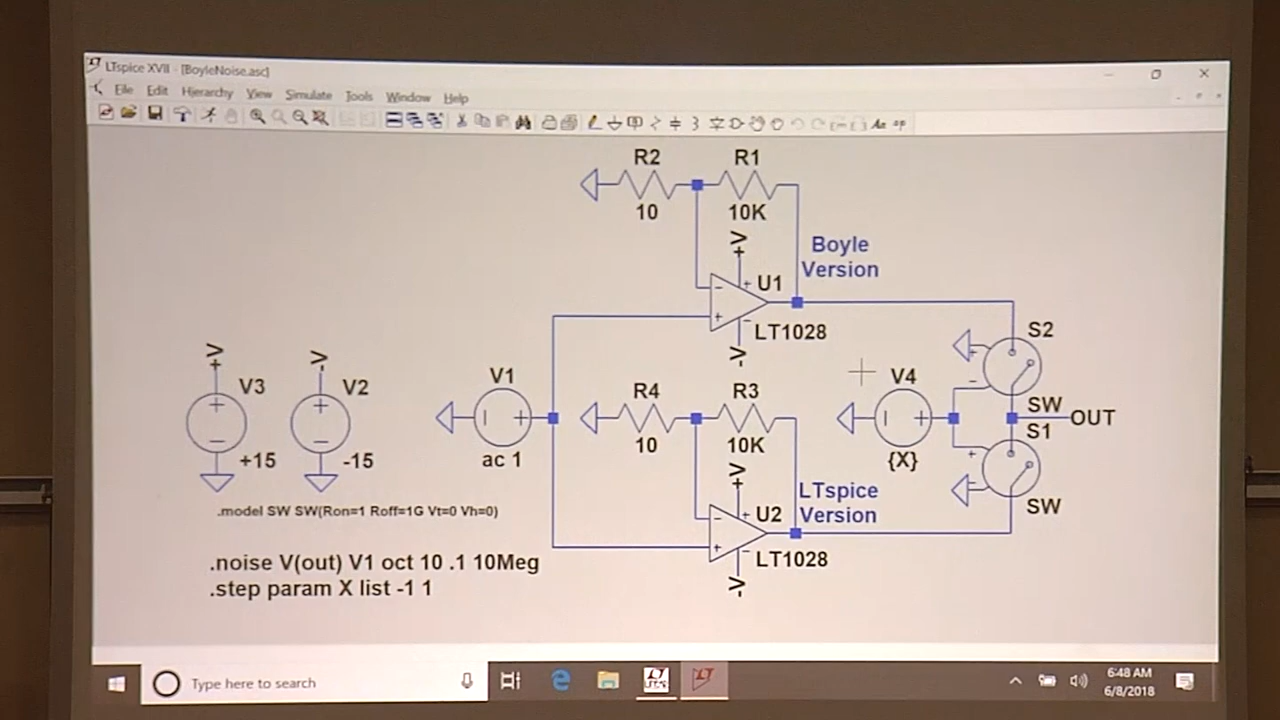 LTspice XVII - [BoyleNoise.asc]
File Edit Hierarchy View Simulate Tools Window Help
R2
R1
10
10K
V+
Boyle
Version
- +
U1
+ -
LT1028
V-
S2
+
-
V+
V-
V3
V2
+
-
+15
+
-
-15
V1
- +
ac 1
R4
R3
10
10K
V4
- +
{X}
SW
OUT
S1
+
-
SW
V+
LTspice
Version
- +
U2
+ -
LT1028
V-
.model SW SW(Ron=1 Roff=1G Vt=0 Vh=0)
.noise V(out) V1 oct 10 .1 10Meg
.step param X list -1 1
Type here to search
6:48 AM
6/8/2018